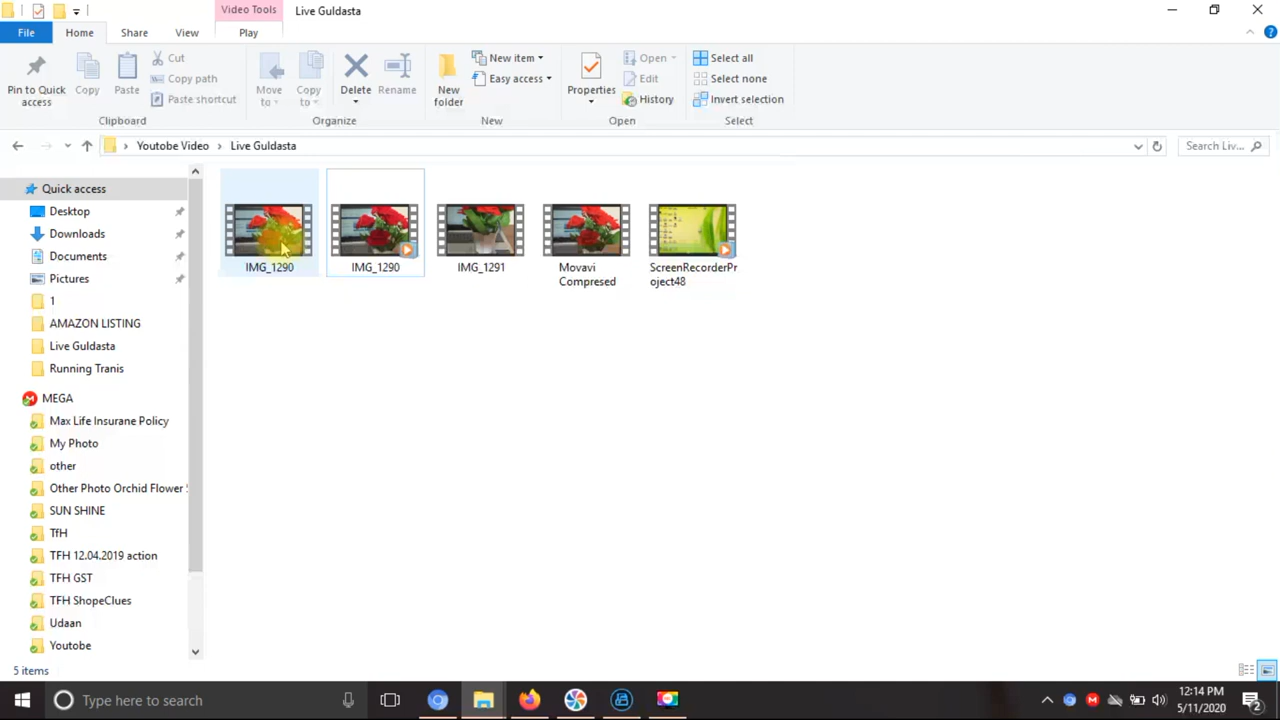 Video Tools
Live Guldasta
File
Home
Share
View
Play
Pin to Quick access
Copy
Paste
Cut
Copy path
Paste shortcut
Clipboard
Move to
Copy to
Delete
Rename
Organize
New folder
New item
Easy access
New
Properties
Open
Edit
History
Open
Select all
Select none
Invert selection
Select
Youtube Video > Live Guldasta
Search Liv...
Quick access
Desktop
Downloads
Documents
Pictures
1
AMAZON LISTING
Live Guldasta
Running Tranis
MEGA
Max Life Insurane Policy
My Photo
other
Other Photo Orchid Flower
SUN SHINE
TfH
TFH 12.04.2019 action
TFH GST
TFH ShopeClues
Udaan
Youtube
IMG_1290
IMG_1290
IMG_1291
Movavi
Compresed
ScreenRecorderPr
oject48
5 items
Type here to search
12:14 PM
5/11/2020
2